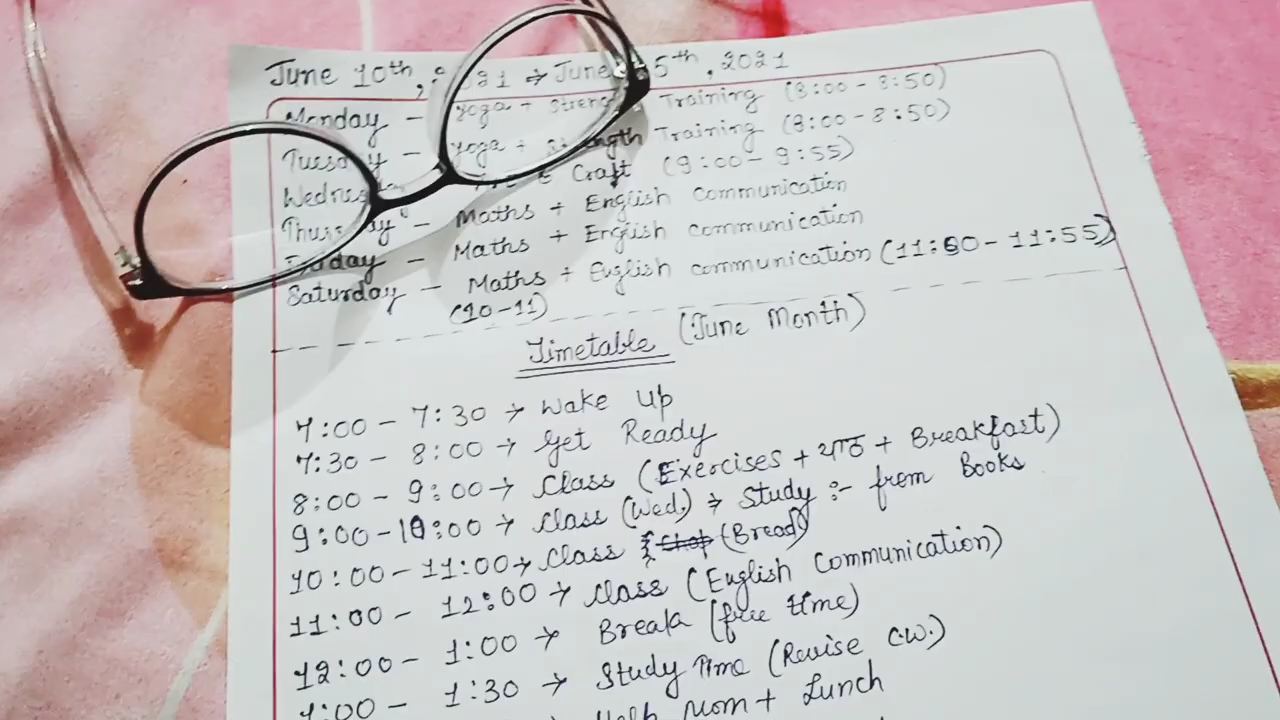 June 10th, 2021 → June 15th, 2021
Monday - Yoga + Strength Training (8:00 - 8:50)
Tuesday - Yoga + Strength Training (8:00 - 8:50)
Wednesday - & Craft (9:00 - 9:55)
Thursday - Maths + English communication
Friday - Maths + English communication
Saturday - Maths + English communication (11:00 - 11:55)
(10-11)
Timetable (June Month)
7:00 - 7:30 → Wake Up
7:30 - 8:00 → Get Ready
8:00 - 9:00 → Class (Exercises + पाठ + Breakfast)
9:00 - 10:00 → Class (Wed.) → Study :- from Books
10:00 - 11:00 → Class (Bread)
11:00 - 12:00 → Class (English Communication)
12:00 - 1:00 → Break (free time)
1:00 - 1:30 → Study Time (Revise C.W.)
Help Mom + Lunch